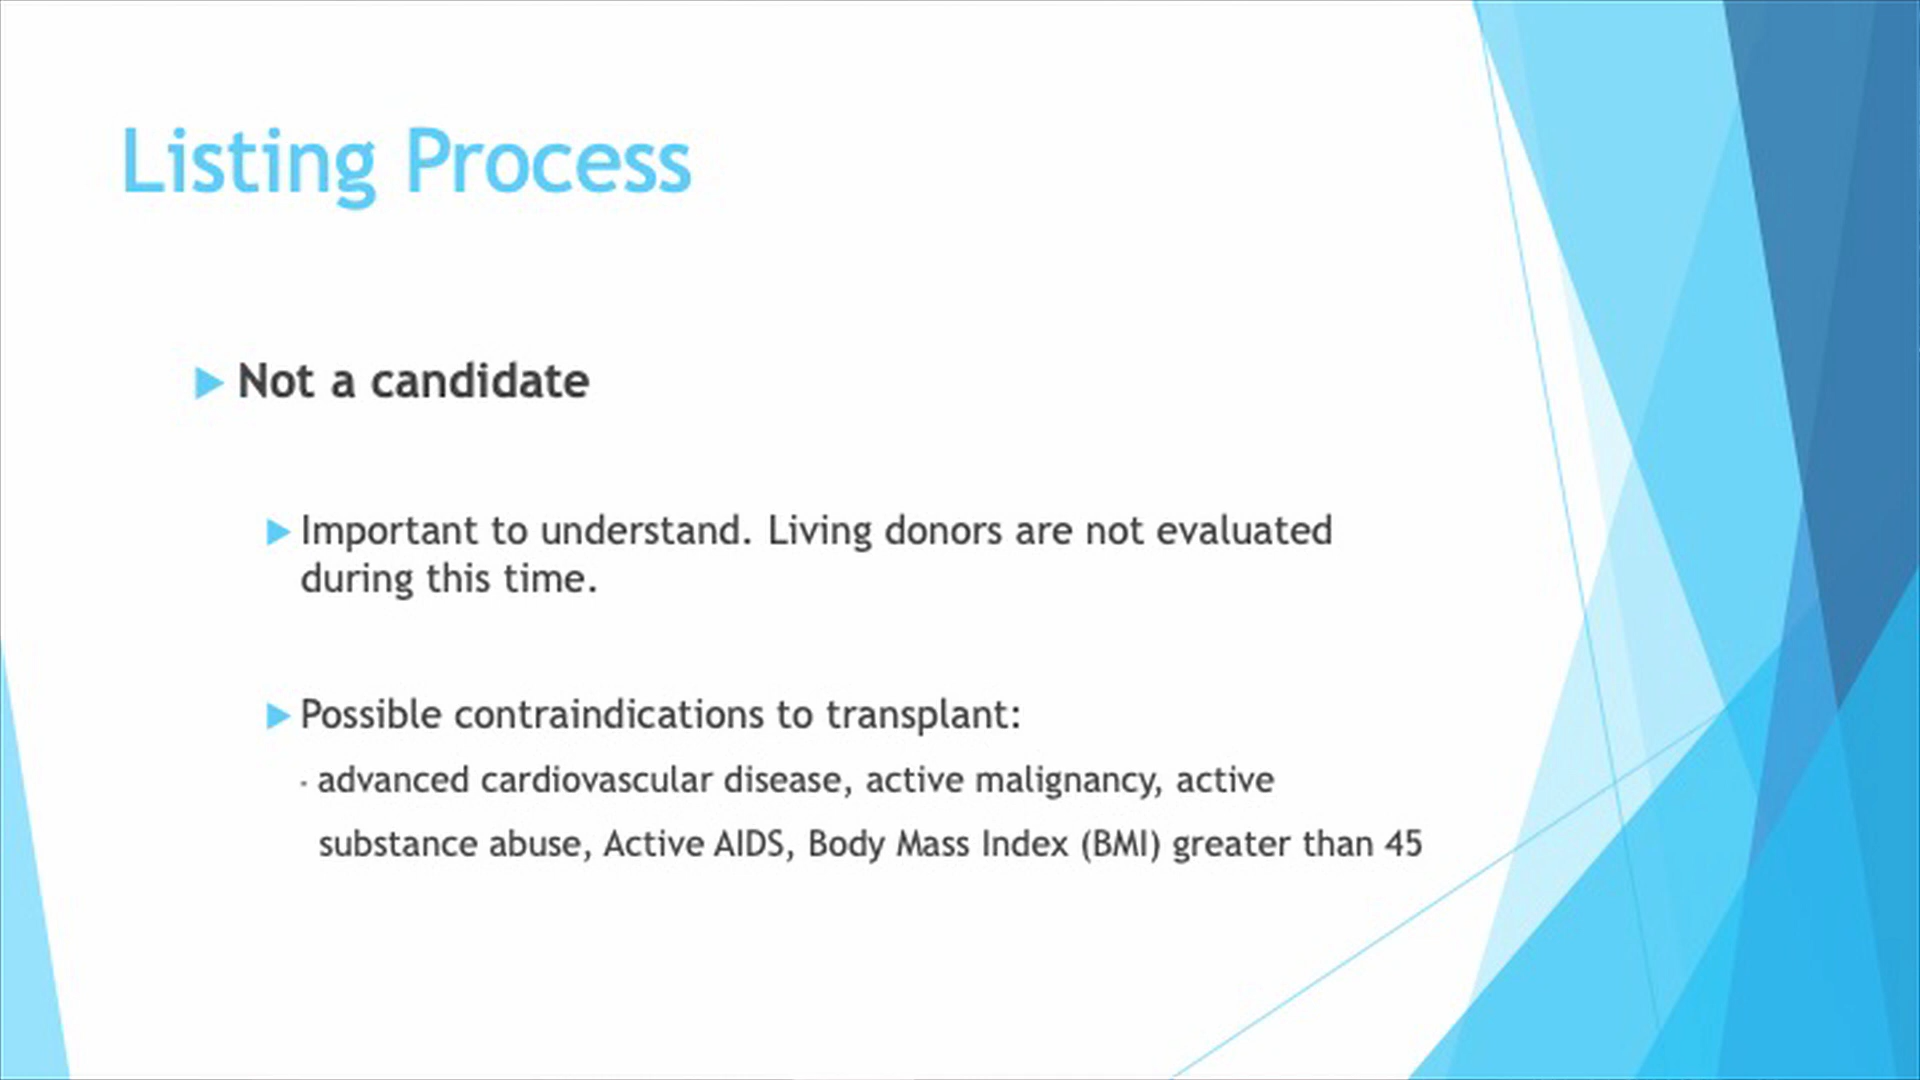 Listing Process
Not a candidate
Important to understand. Living donors are not evaluated
during this time.
Possible contraindications to transplant:
- advanced cardiovascular disease, active malignancy, active
substance abuse, Active AIDS, Body Mass Index (BMI) greater than 45